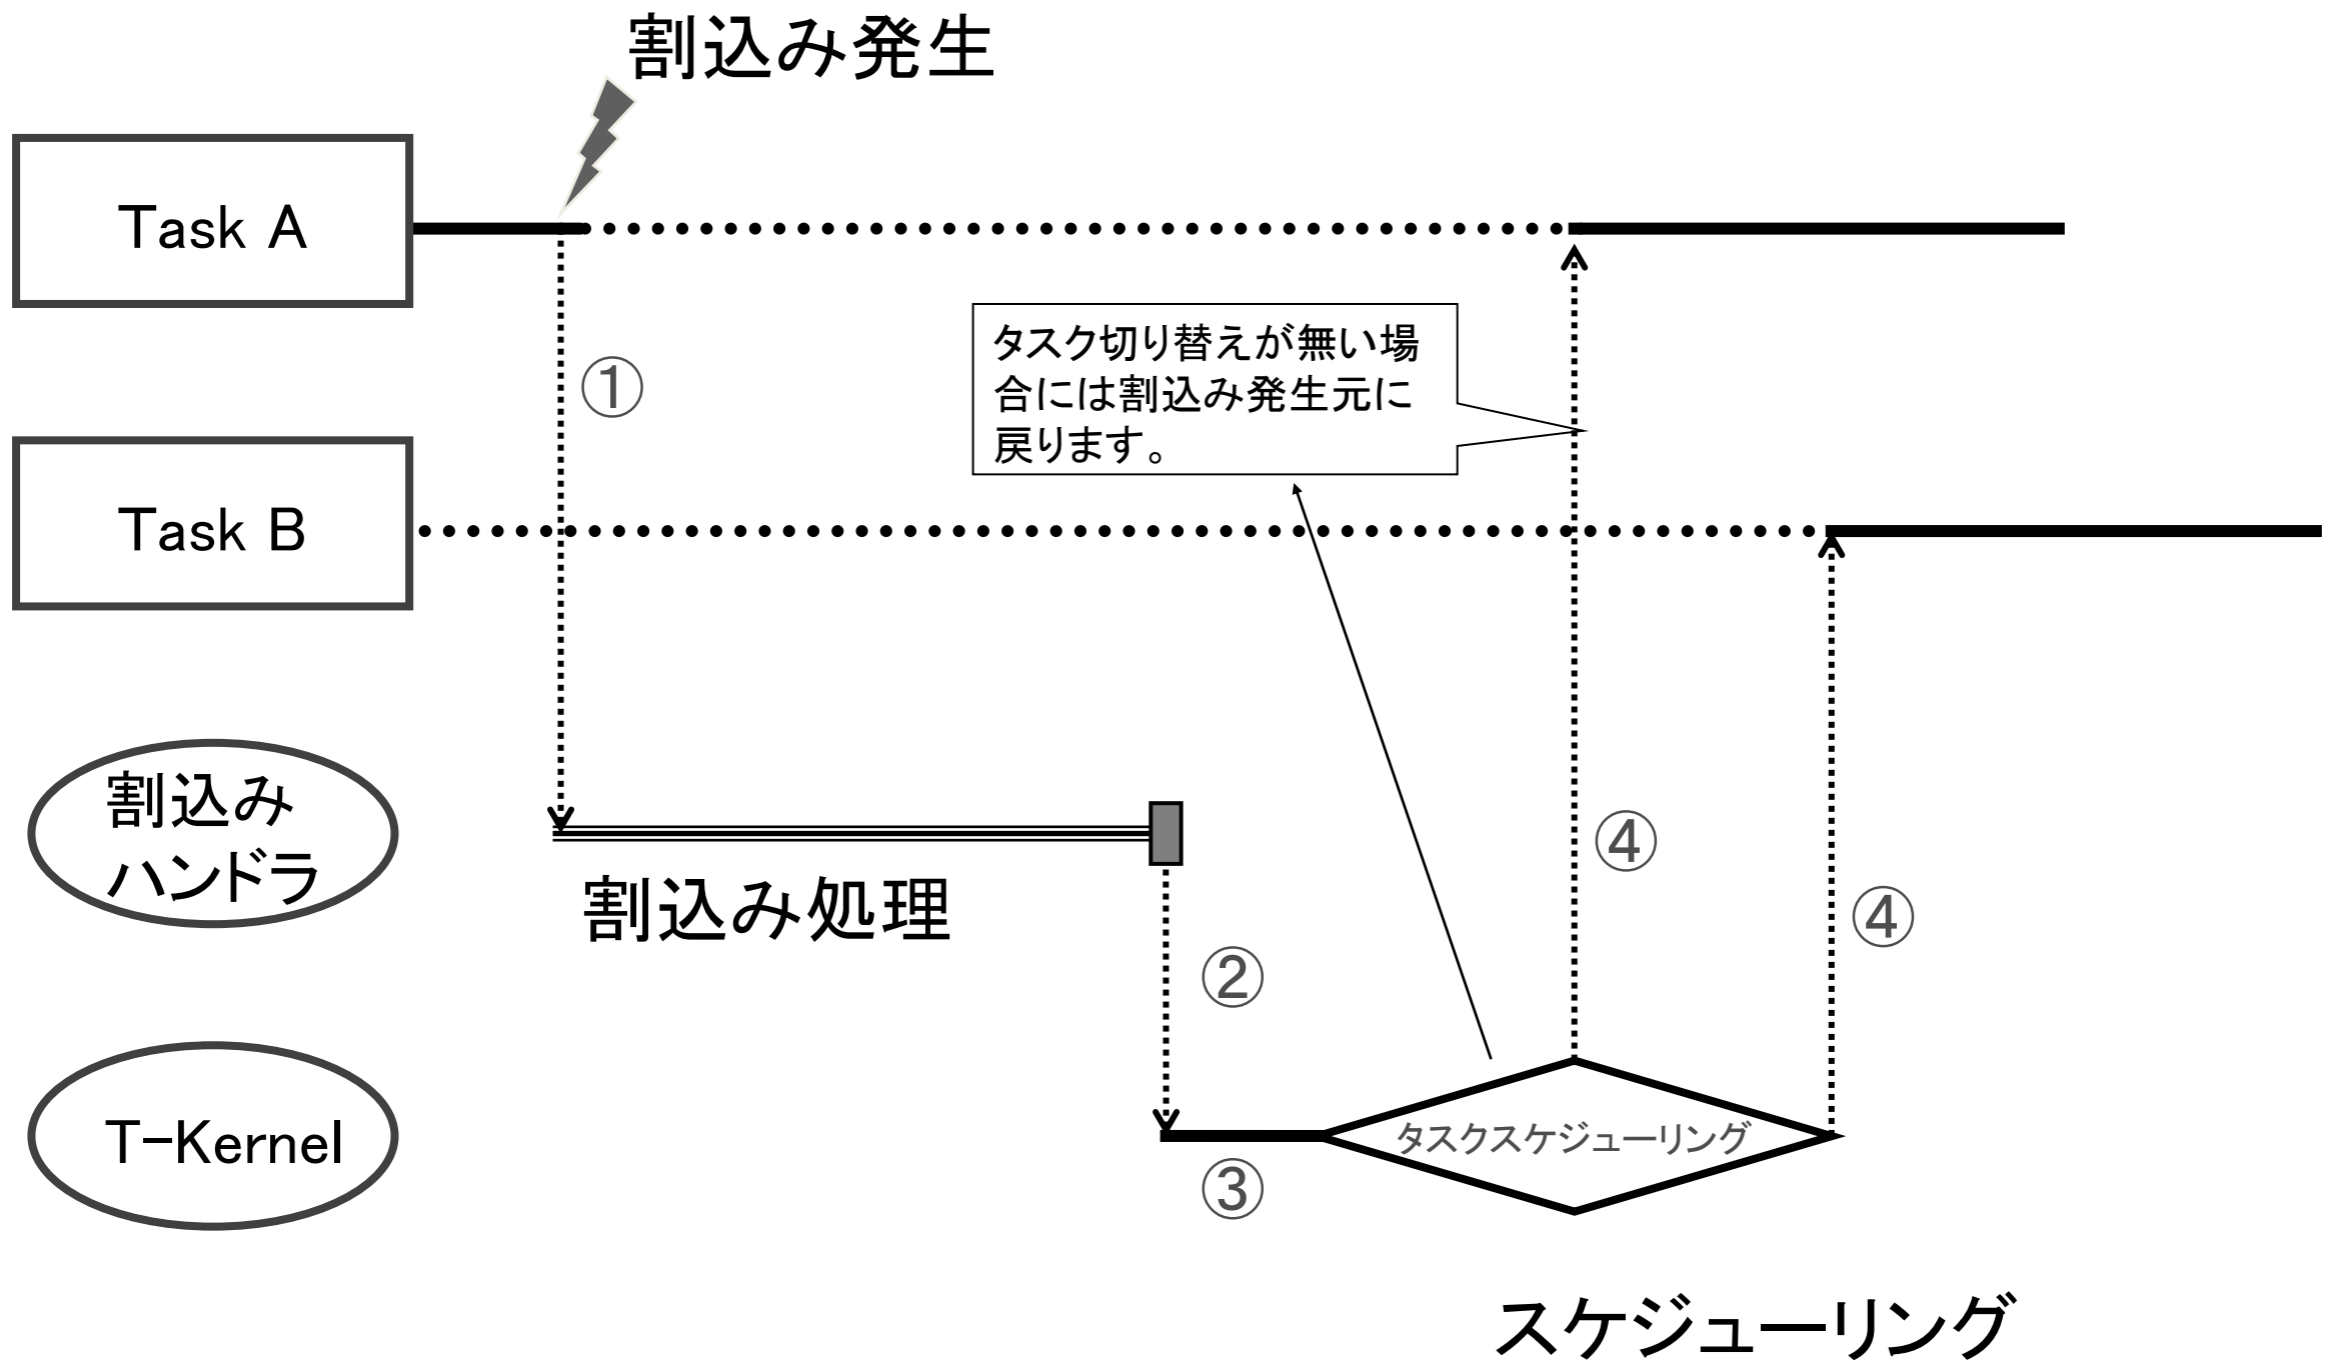 割込み発生
Task A
①
タスク切り替えが無い場
合には割込み発生元に
戻ります。
Task B
割込み
ハンドラ
割込み処理
②
④
④
T-Kernel
③
タスクスケジューリング
スケジューリング